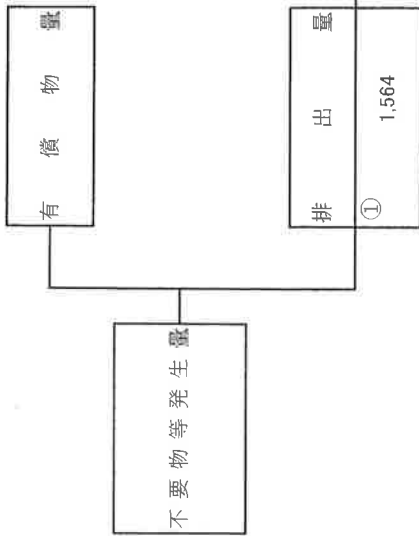 有償物量
不要物等発生量
排出量
①
1,564